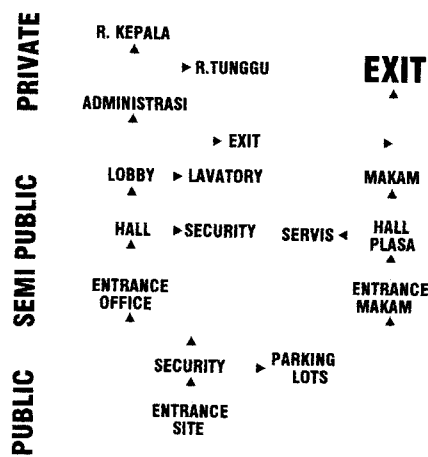 PRIVATE
R. KEPALA
R.TUNGGU
EXIT
ADMINISTRASI
EXIT
SEMI PUBLIC
LOBBY
LAVATORY
MAKAM
HALL
SECURITY
SERVIS
HALL
PLASA
ENTRANCE
OFFICE
ENTRANCE
MAKAM
PUBLIC
SECURITY
PARKING
LOTS
ENTRANCE
SITE